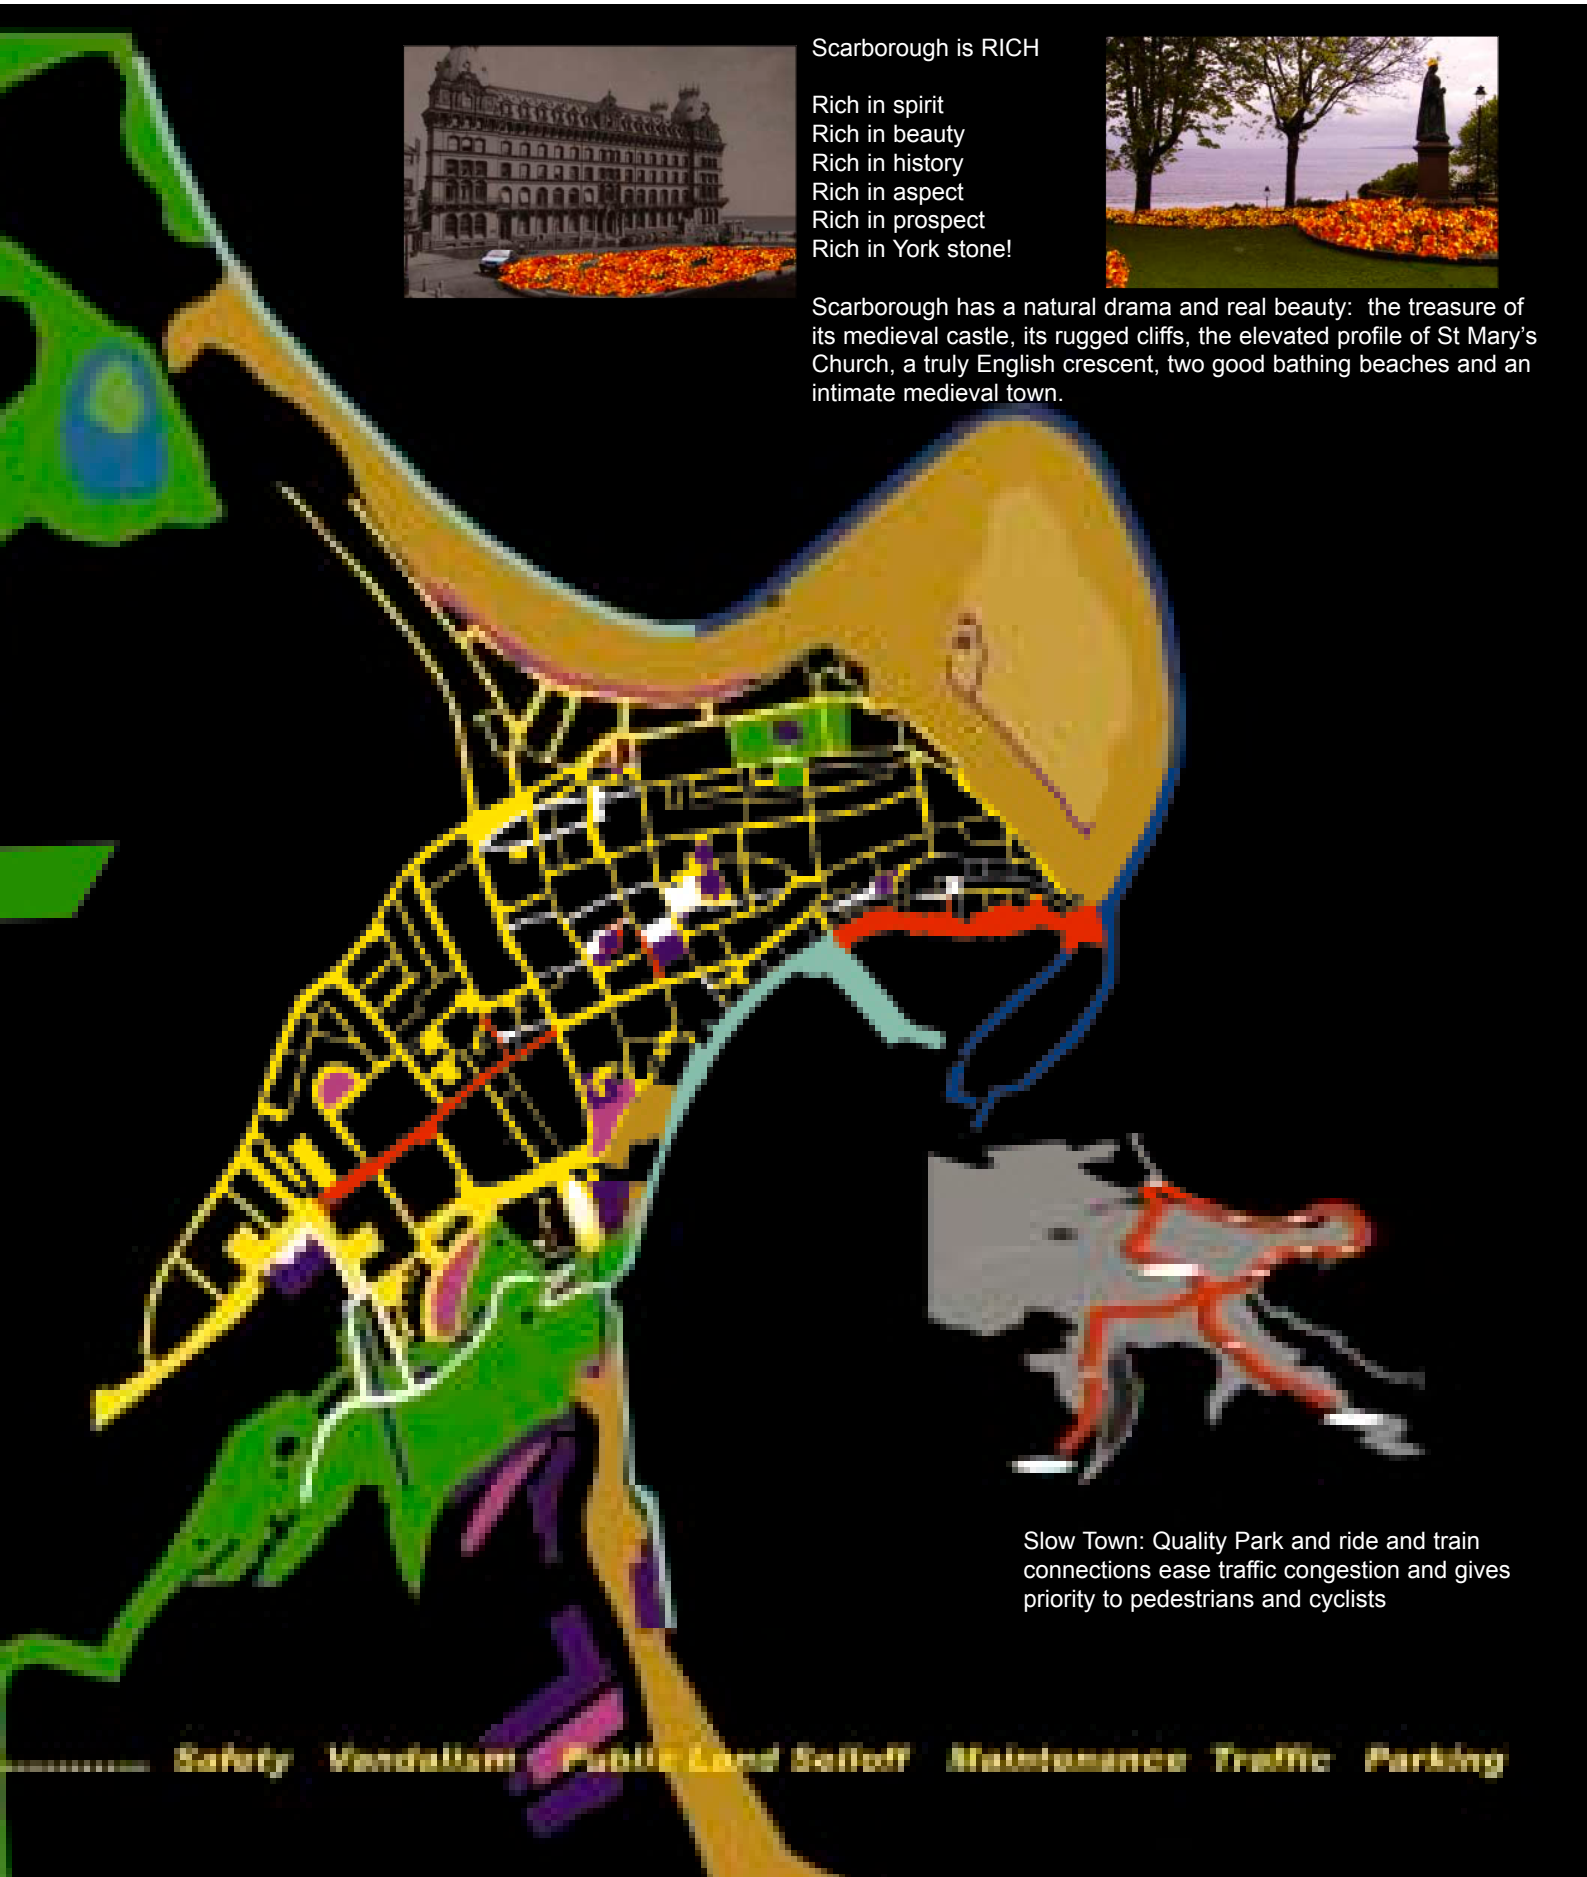 Scarborough is RICH
Rich in spirit
Rich in beauty
Rich in history
Rich in aspect
Rich in prospect
Rich in York stone!
Scarborough has a natural drama and real beauty:  the treasure of
its medieval castle, its rugged cliffs, the elevated profile of St Mary’s
Church, a truly English crescent, two good bathing beaches and an
intimate medieval town.
Slow Town: Quality Park and ride and train
connections ease traffic congestion and gives
priority to pedestrians and cyclists
Safety Vandalism Public Land Selloff Maintenance Traffic Parking